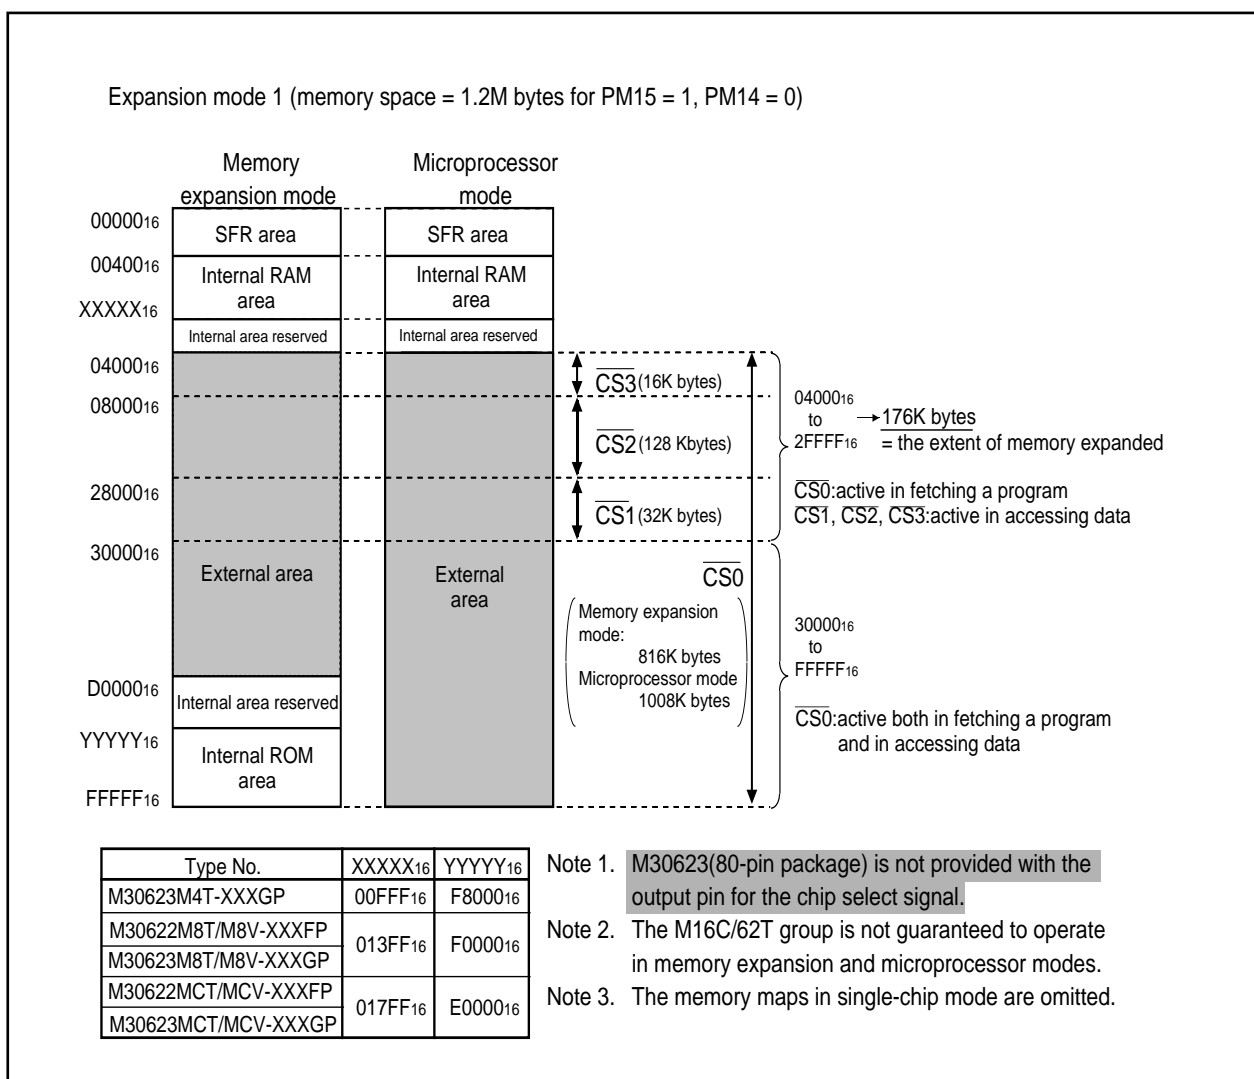 Expansion mode 1 (memory space = 1.2M bytes for PM15 = 1, PM14 = 0)
Memory
expansion mode
Microprocessor
mode
0000016
SFR area
SFR area
0040016
Internal RAM
area
Internal RAM
area
XXXXX16
Internal area reserved
Internal area reserved
0400016
CS3 (16K bytes)
0800016
CS2 (128 Kbytes)
2800016
CS1 (32K bytes)
3000016
External area
External
area
CS0
Memory expansion
mode:
816K bytes
Microprocessor mode
1008K bytes
D000016
Internal area reserved
YYYYY16
Internal ROM
area
FFFFF16
0400016
to
2FFFF16
→176K bytes
= the extent of memory expanded
CS0:active in fetching a program
CS1, CS2, CS3:active in accessing data
3000016
to
FFFFF16
CS0:active both in fetching a program
and in accessing data
Type No. XXXXX16 YYYYY16
M30623M4T-XXXGP 00FFF16 F800016
M30622M8T/M8V-XXXFP
M30623M8T/M8V-XXXGP
013FF16 F000016
M30622MCT/MCV-XXXFP
M30623MCT/MCV-XXXGP
017FF16 E000016
Note 1. M30623(80-pin package) is not provided with the
output pin for the chip select signal.
Note 2. The M16C/62T group is not guaranteed to operate
in memory expansion and microprocessor modes.
Note 3. The memory maps in single-chip mode are omitted.